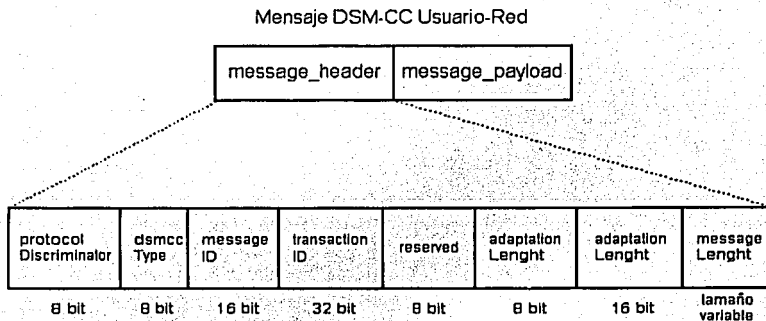 Mensaje DSM-CC Usuario-Red
message_header message_payload
protocol Discriminator
dsmcc Type
message ID
transaction ID
reserved
adaptation Lenght
adaptation Lenght
message Lenght
8 bit 8 bit 16 bit 32 bit 8 bit 8 bit 16 bit tamaño variable